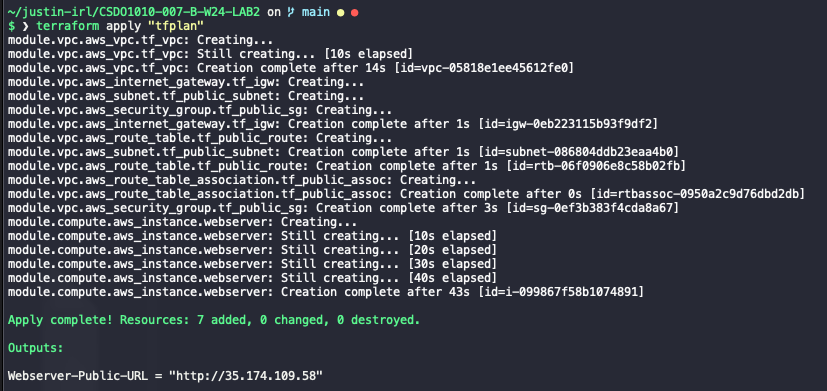 ~/justin-irl/CSDO1010-007-B-W24-LAB2 on main
$ ❯ terraform apply "tfplan"
module.vpc.aws_vpc.tf_vpc: Creating...
module.vpc.aws_vpc.tf_vpc: Still creating... [10s elapsed]
module.vpc.aws_vpc.tf_vpc: Creation complete after 14s [id=vpc-05818e1ee45612fe0]
module.vpc.aws_internet_gateway.tf_igw: Creating...
module.vpc.aws_subnet.tf_public_subnet: Creating...
module.vpc.aws_security_group.tf_public_sg: Creating...
module.vpc.aws_internet_gateway.tf_igw: Creation complete after 1s [id=igw-0eb223115b93f9df2]
module.vpc.aws_route_table.tf_public_route: Creating...
module.vpc.aws_subnet.tf_public_subnet: Creation complete after 1s [id=subnet-086804ddb23eaa4b0]
module.vpc.aws_route_table.tf_public_route: Creation complete after 1s [id=rtb-06f0906e8c58b02fb]
module.vpc.aws_route_table_association.tf_public_assoc: Creating...
module.vpc.aws_route_table_association.tf_public_assoc: Creation complete after 0s [id=rtbassoc-0950a2c9d76dbd2db]
module.vpc.aws_security_group.tf_public_sg: Creation complete after 3s [id=sg-0ef3b383f4cda8a67]
module.compute.aws_instance.webserver: Creating...
module.compute.aws_instance.webserver: Still creating... [10s elapsed]
module.compute.aws_instance.webserver: Still creating... [20s elapsed]
module.compute.aws_instance.webserver: Still creating... [30s elapsed]
module.compute.aws_instance.webserver: Still creating... [40s elapsed]
module.compute.aws_instance.webserver: Creation complete after 43s [id=i-099867f58b1074891]
Apply complete! Resources: 7 added, 0 changed, 0 destroyed.
Outputs:
Webserver-Public-URL = "http://35.174.109.58"